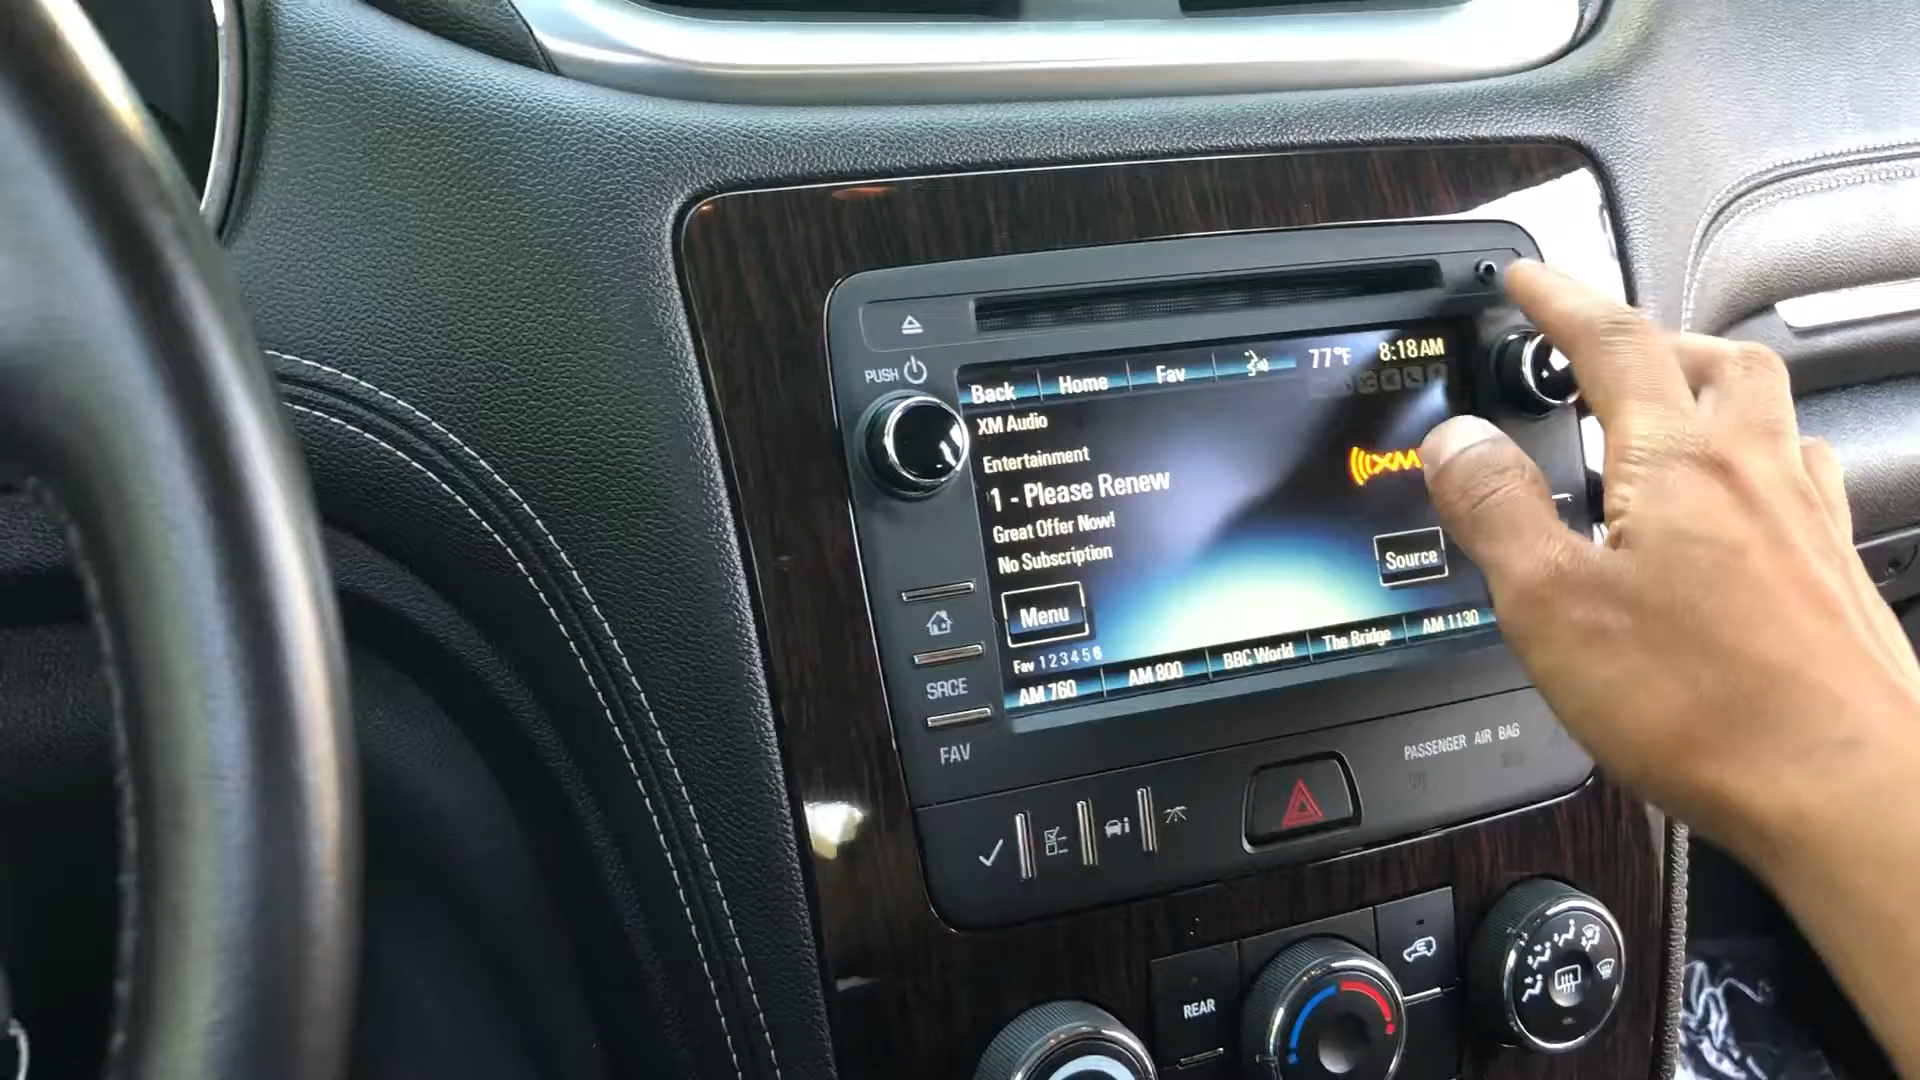 PUSH
Back Home Fav 77°F 8:18AM
XM Audio
Entertainment
XM
1 - Please Renew
Great Offer Now!
No Subscription
Source
Menu
Fav 1 2 3 4 5 6
AM 760 AM 800 BBC World The Bridge AM 1130
SRCE
FAV
PASSENGER AIR BAG
REAR